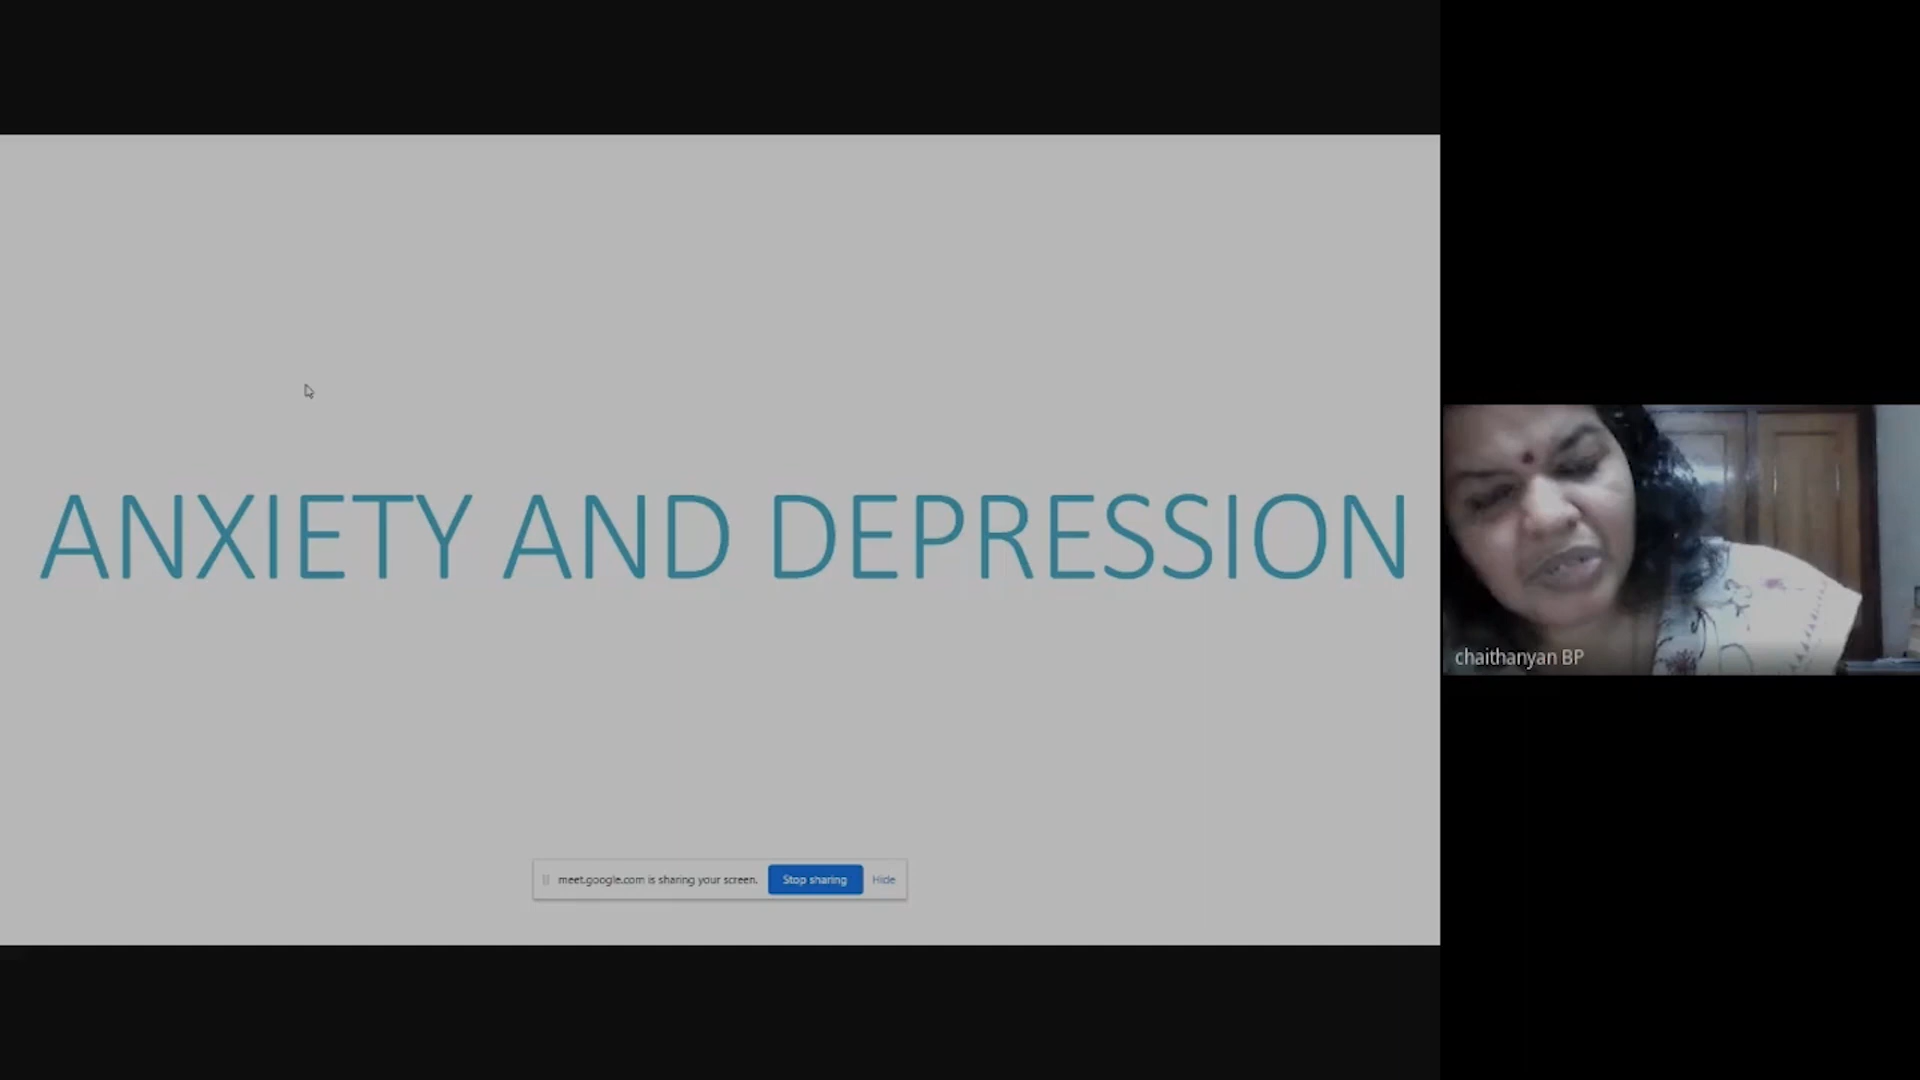 ANXIETY AND DEPRESSION
chaithanyan BP
meet.google.com is sharing your screen. Stop sharing Hide